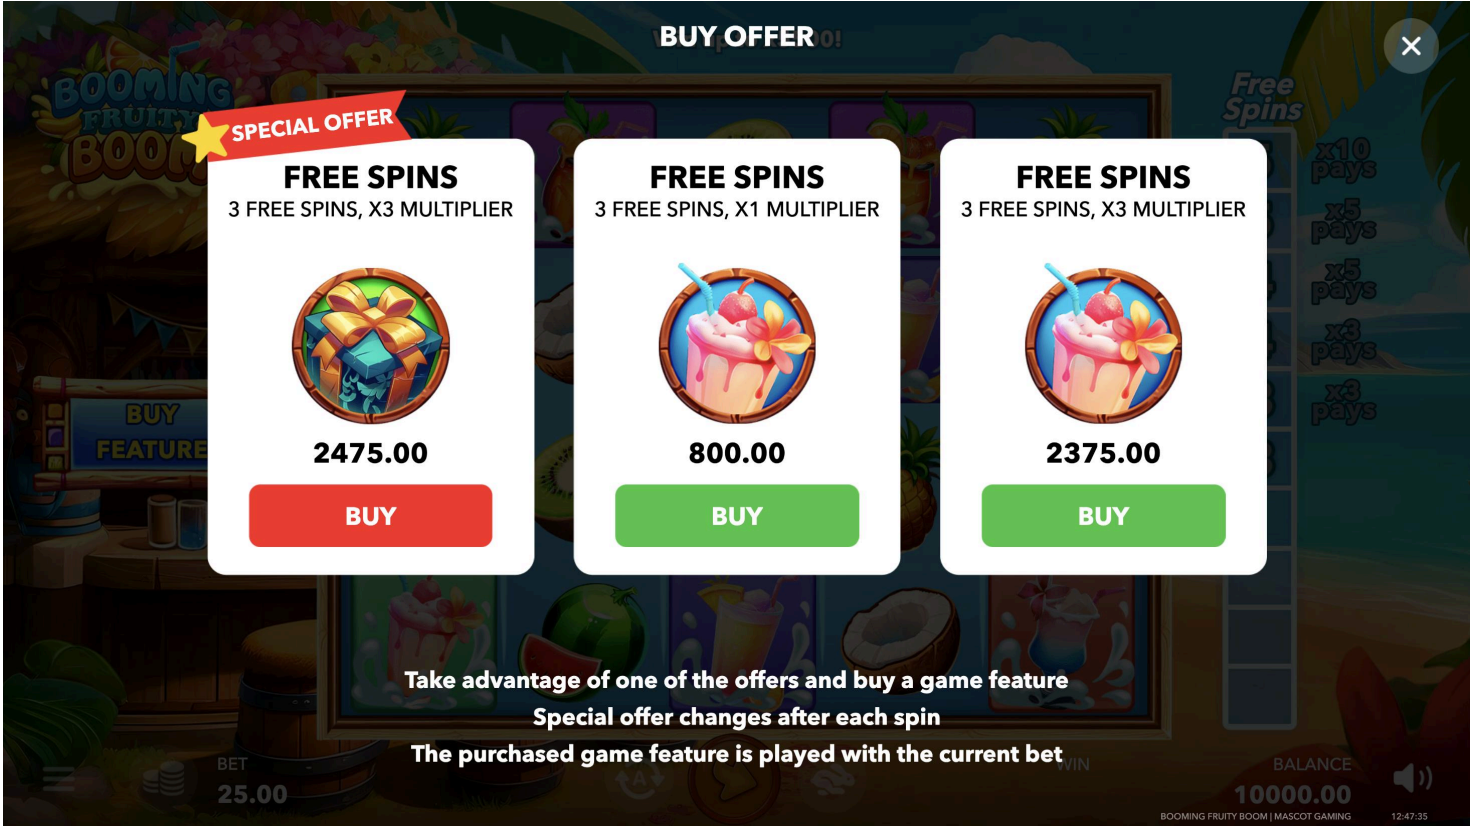 BUY OFFER
BOOMING
FRUITY
BOOM
SPECIAL OFFER
FREE SPINS
3 FREE SPINS, X3 MULTIPLIER
2475.00
BUY
FREE SPINS
3 FREE SPINS, X1 MULTIPLIER
800.00
BUY
FREE SPINS
3 FREE SPINS, X3 MULTIPLIER
2375.00
BUY
Free
Spins
x10
pays
x5
pays
x5
pays
x3
pays
x3
pays
BUY
FEATURE
Take advantage of one of the offers and buy a game feature
Special offer changes after each spin
The purchased game feature is played with the current bet
BET
25.00
A
WIN
BALANCE
10000.00
BOOMING FRUITY BOOM | MASCOT GAMING
12:47:35